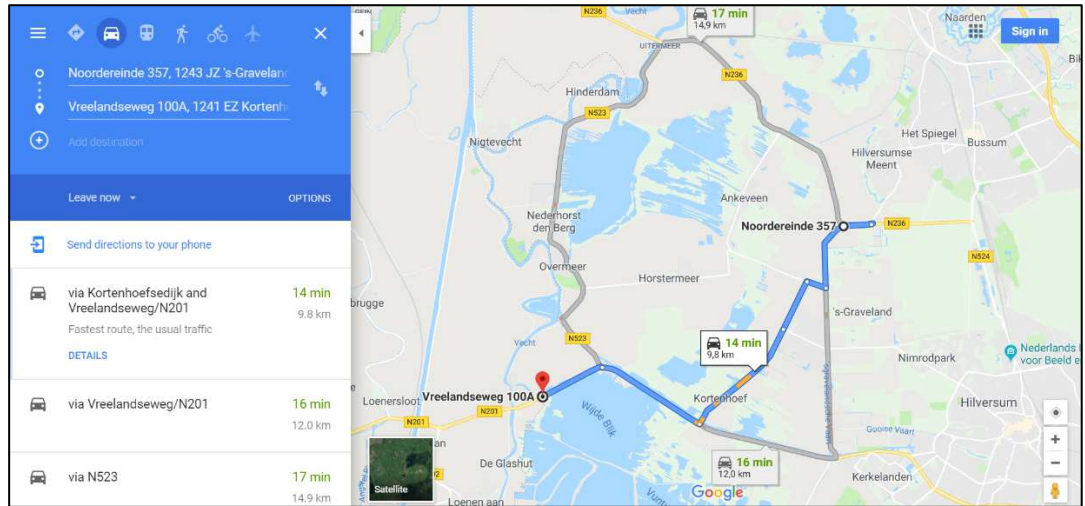 Noordereinde 357, 1243 JZ 's-Graveland
Vreelandseweg 100A, 1241 EZ Kortenh
Add destination
Leave now
OPTIONS
Send directions to your phone
via Kortenhoefsedijk and
Vreelandseweg/N201
14 min
9.8 km
Fastest route, the usual traffic
DETAILS
via Vreelandseweg/N201
16 min
12.0 km
via N523
17 min
14.9 km
Satellite
N236
Vecht
17 min
14,9 km
UITERMEER
Naarden
Sign in
N236
Hinderdam
N523
Nigtevecht
Het Spiegel
Bussum
Hilversumse
Meent
Ankeveen
Nederhorst
den Berg
Noordereinde 357
N236
N524
Overmeer
Horstermeer
brugge
's-Graveland
Vecht
N523
14 min
9,8 km
Nimrodpark
Nederlands
voor Beeld e
Loenersloot
Vreelandseweg 100A
N201
N201
Wijde Blik
Kortenhoef
Hilversum
Gooise Vaart
De Glashut
16 min
12,0 km
Kerkelanden
Google
Loenen aan